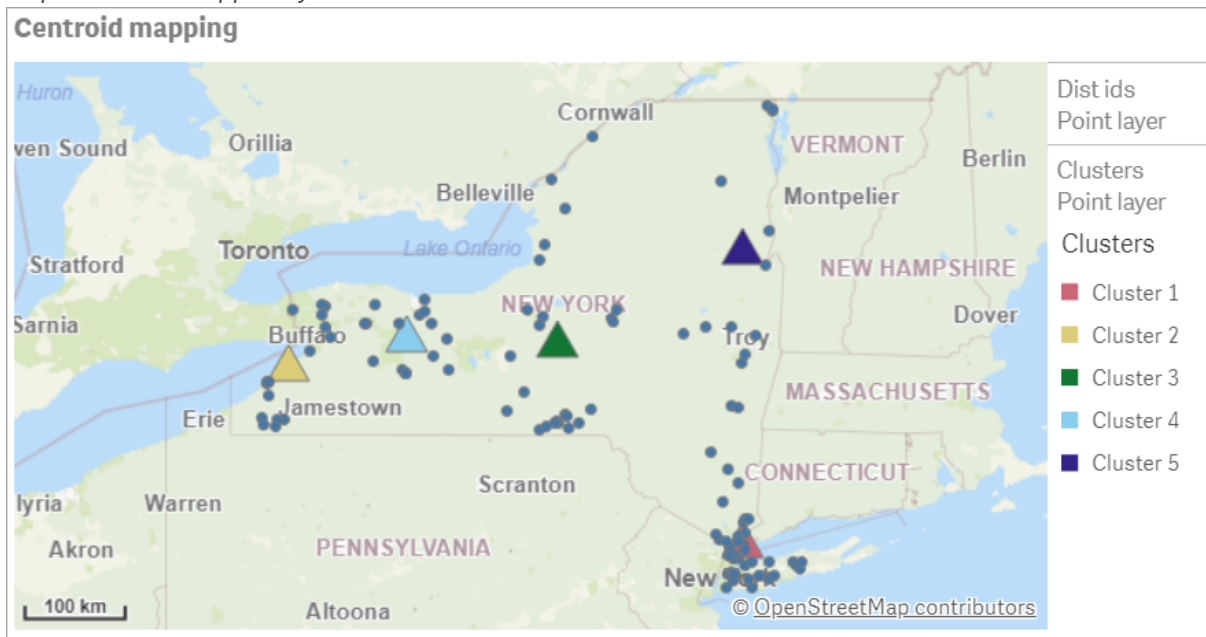 Centroid mapping
Huron
Cornwall
wen Sound
Orillia
VERMONT
Berlin
Belleville
Montpelier
Toronto
Lake Ontario
Stratford
NEW HAMPSHIRE
NEW YORK
Sarnia
Buffalo
Dover
Troy
MASSACHUSETTS
Jamestown
Erie
CONNECTICUT
Scranton
lyria
Warren
Akron
PENNSYLVANIA
New York
100 km
Altoona
© OpenStreetMap contributors
Dist ids
Point layer
Clusters
Point layer
Clusters
Cluster 1
Cluster 2
Cluster 3
Cluster 4
Cluster 5